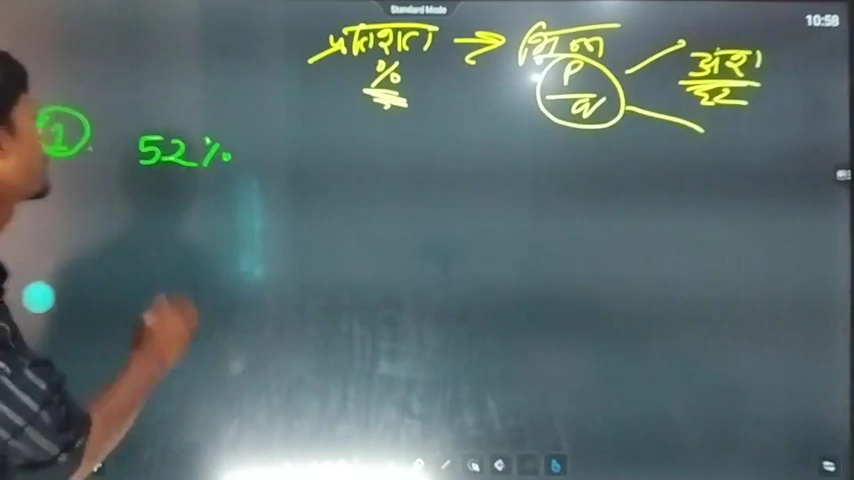 Standard Mode
10:58
प्रतिशत → भिन्न
%
P/q
अंश
हर
1
52%